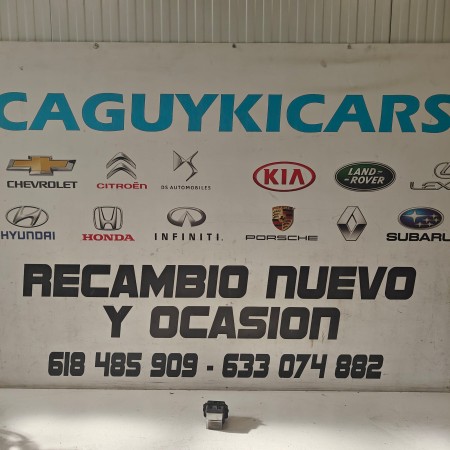 CAGUYKICARS
CHEVROLET CITROËN DS AUTOMOBILES KIA LAND-ROVER LEXUS
HYUNDAI HONDA INFINITI PORSCHE SUBARU
RECAMBIO NUEVO
Y OCASION
618 485 909 - 633 074 882